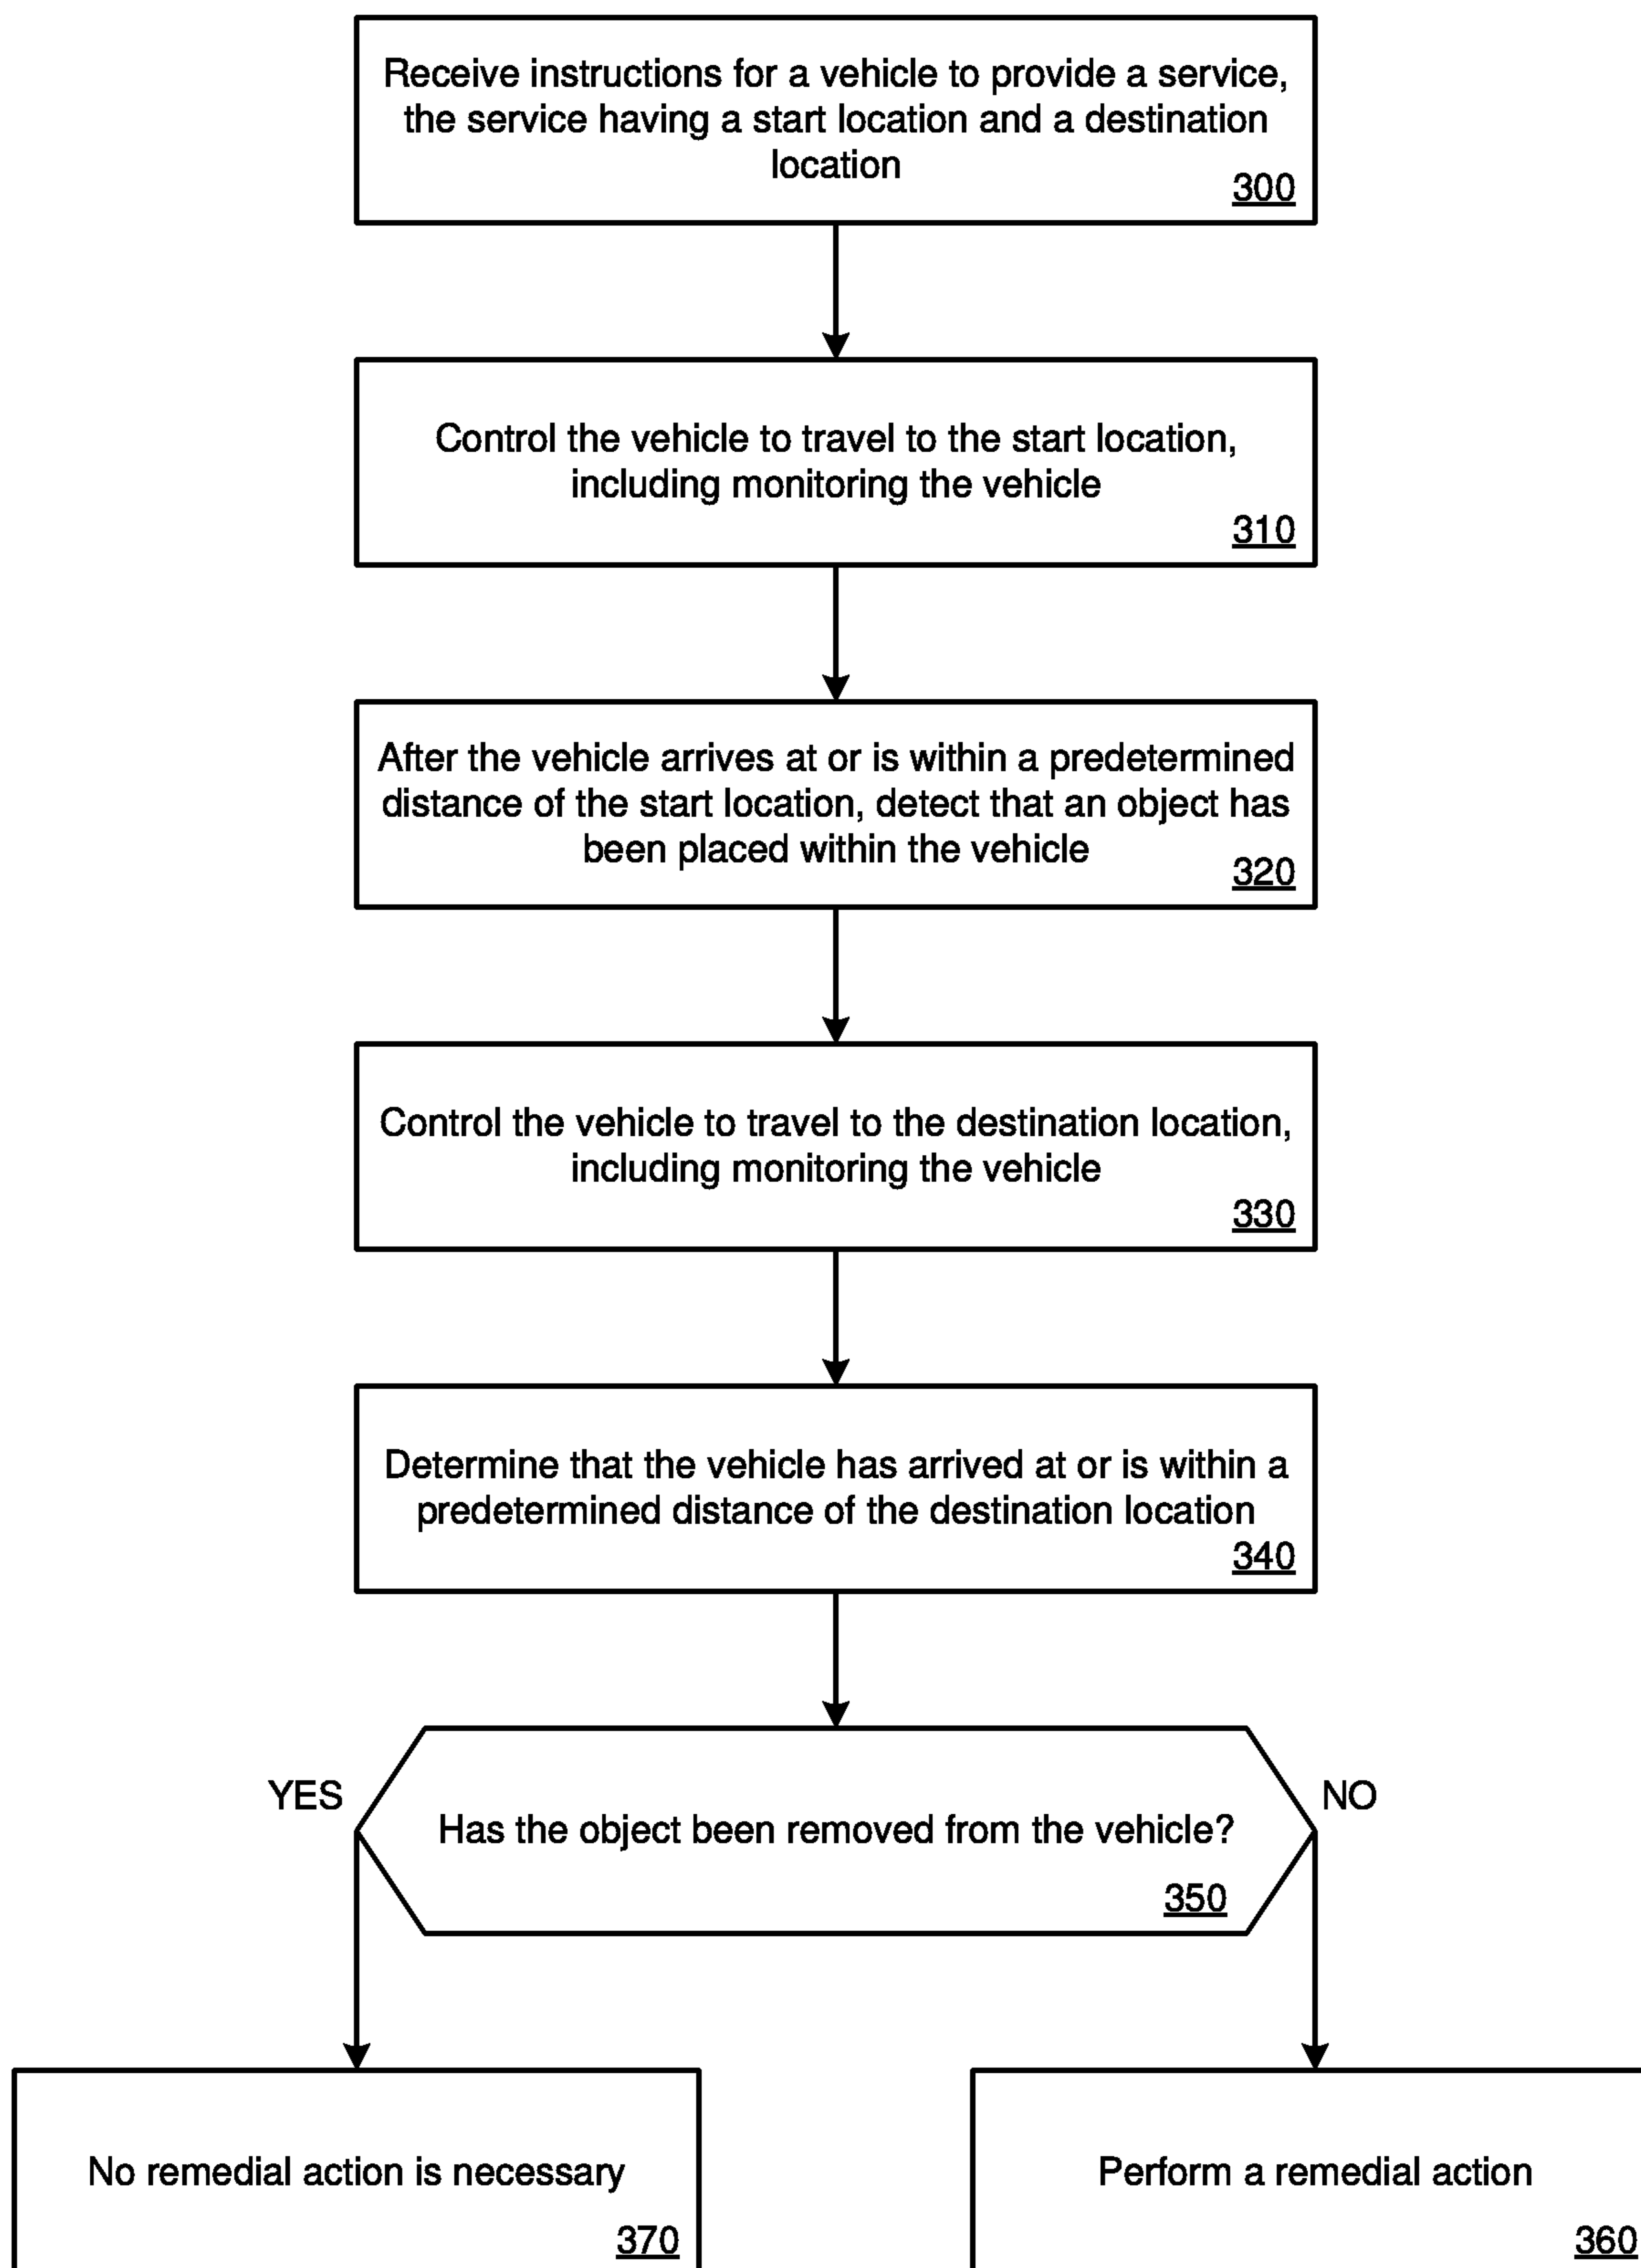 Receive instructions for a vehicle to provide a service,
the service having a start location and a destination
location
300
Control the vehicle to travel to the start location,
including monitoring the vehicle
310
After the vehicle arrives at or is within a predetermined
distance of the start location, detect that an object has
been placed within the vehicle
320
Control the vehicle to travel to the destination location,
including monitoring the vehicle
330
Determine that the vehicle has arrived at or is within a
predetermined distance of the destination location
340
YES
NO
Has the object been removed from the vehicle?
350
No remedial action is necessary
370
Perform a remedial action
360